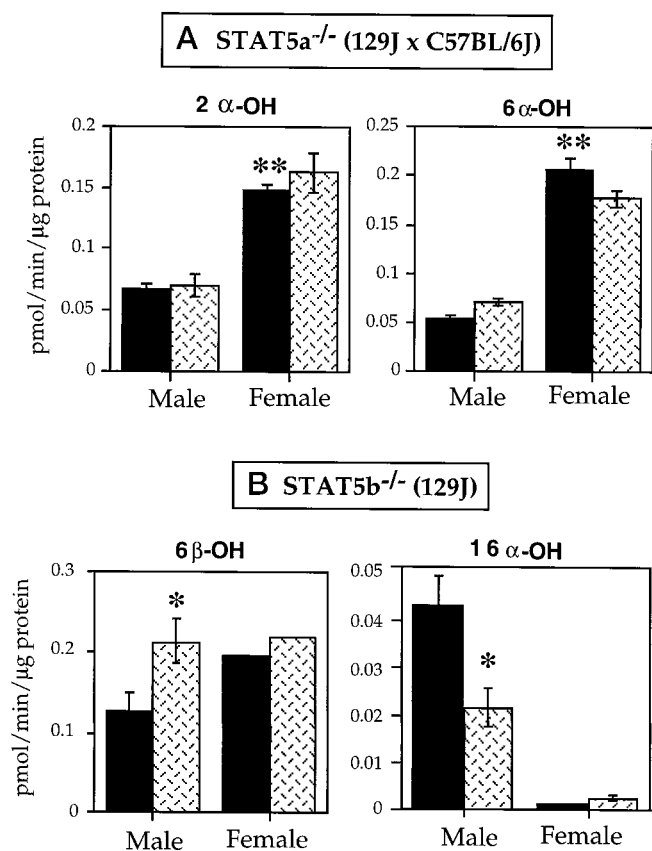 A STAT5a-/- (129J x C57BL/6J)
2 α-OH
6α-OH
pmol/min/µg protein
0.2
0.15
0.1
0.05
0
**
Male
Female
0.25
0.2
0.15
0.1
0.05
0
**
Male
Female
B STAT5b-/- (129J)
6β-OH
16 α-OH
pmol/min/µg protein
0.3
0.2
0.1
0
*
Male
Female
0.05
0.04
0.03
0.02
0.01
0
*
Male
Female